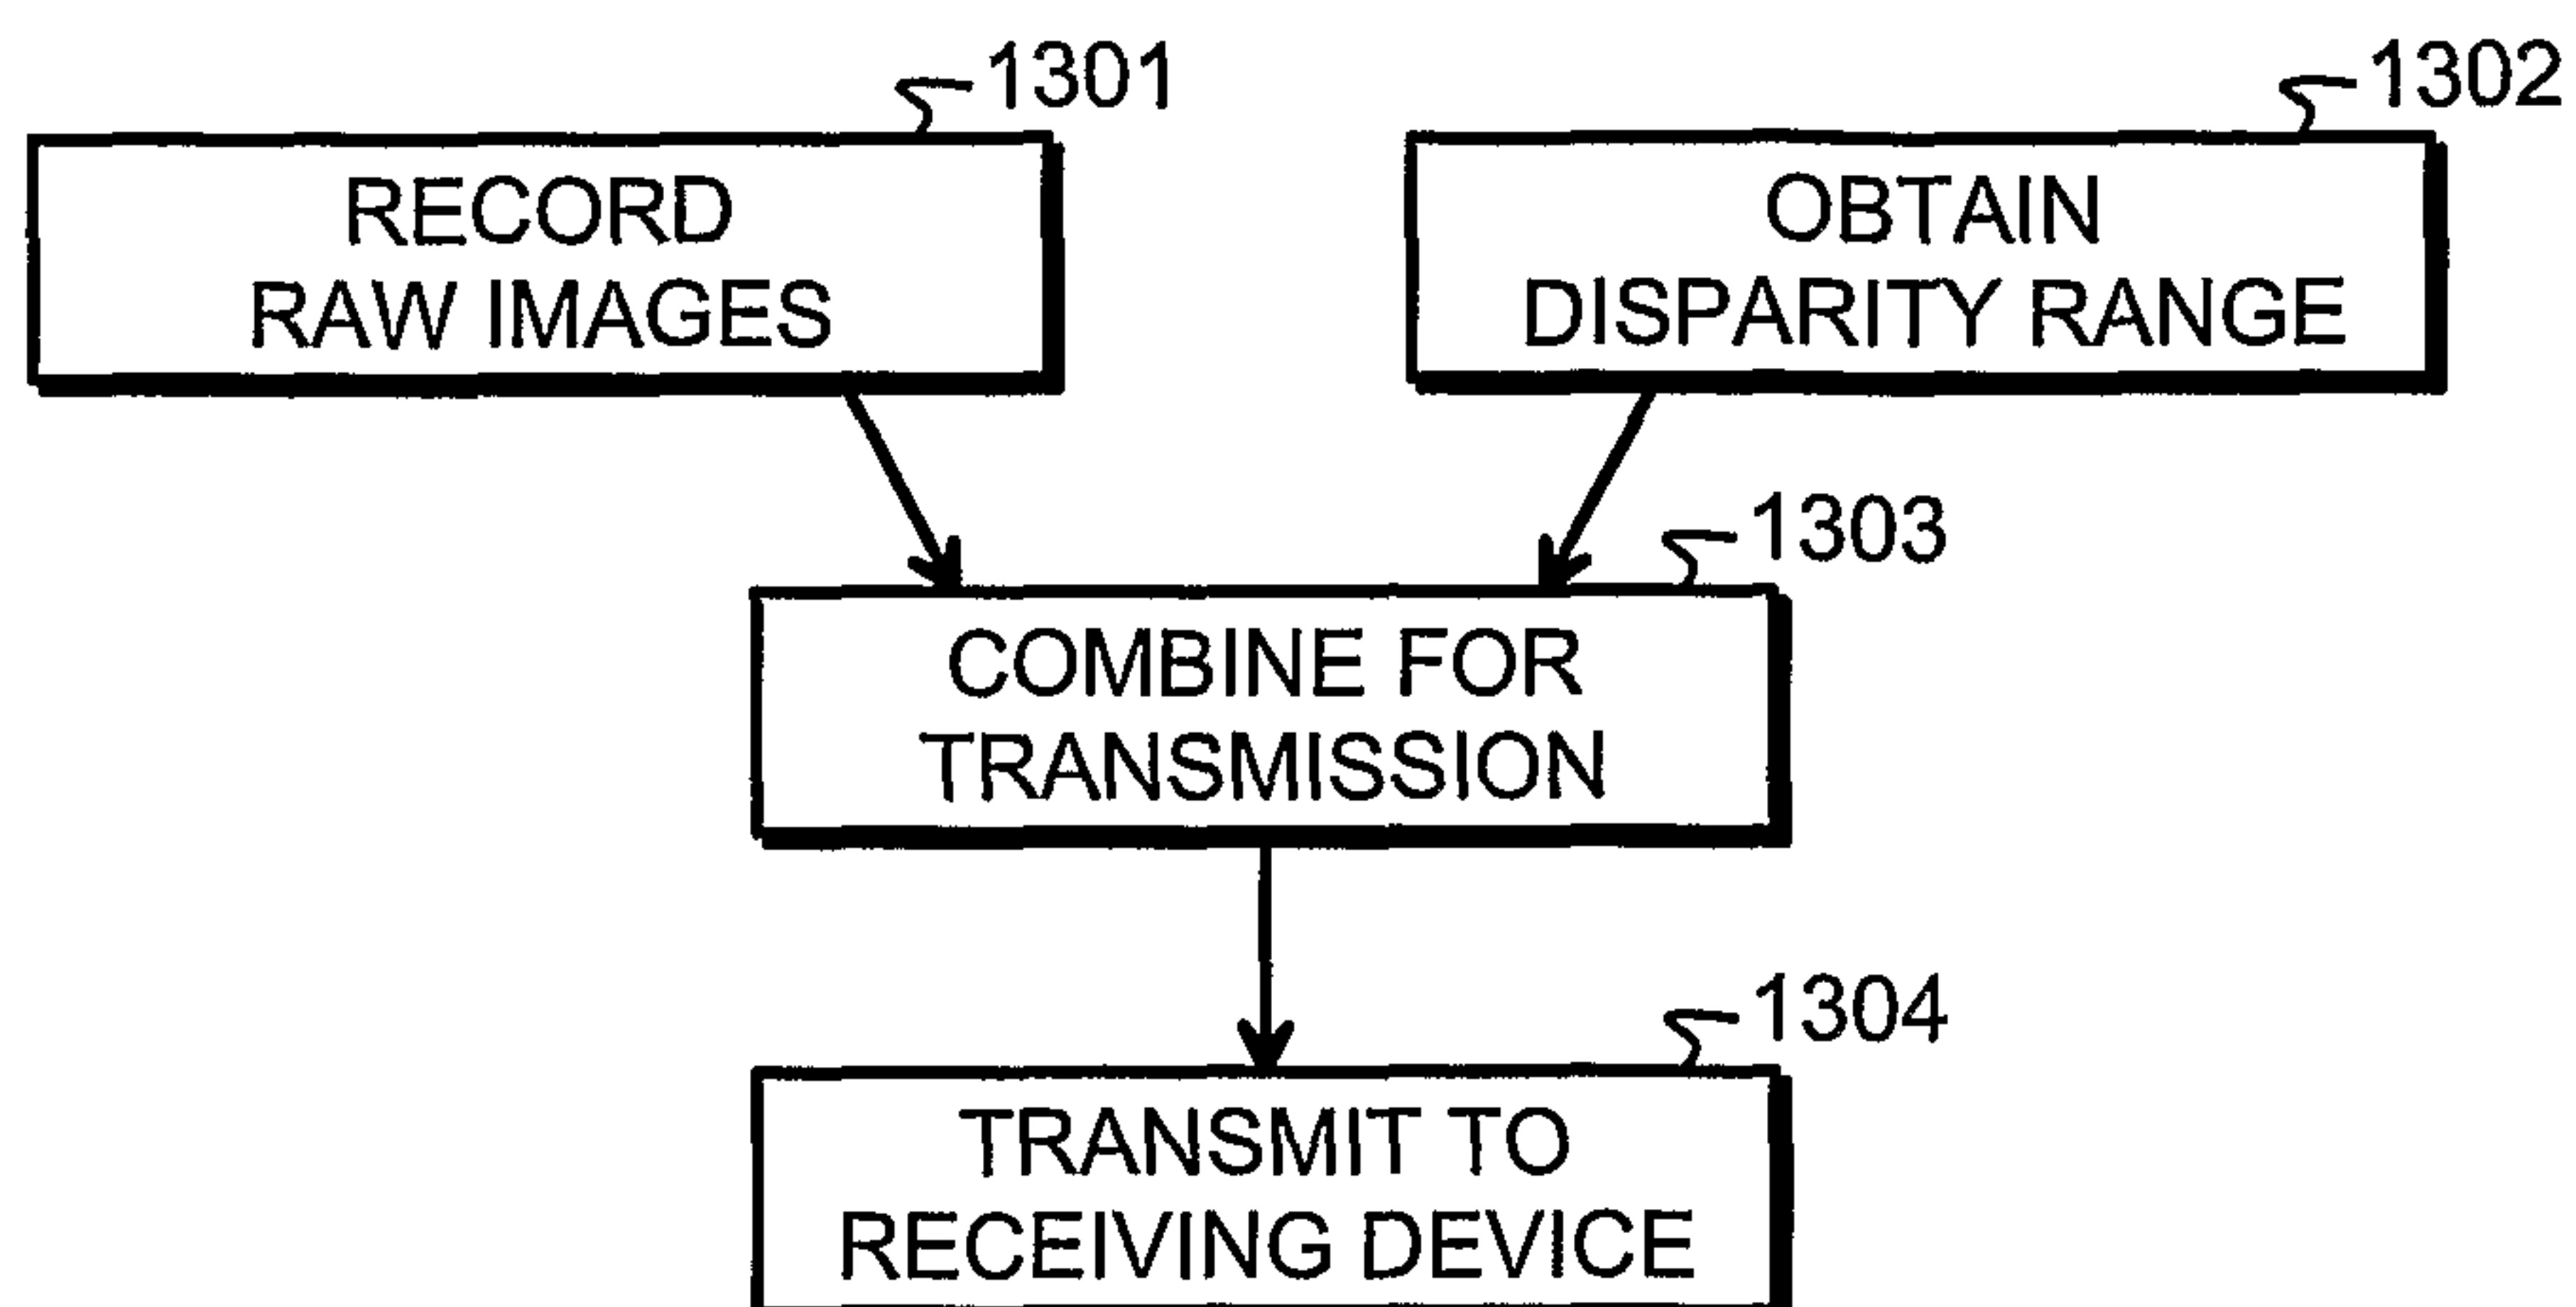 1301
RECORD
RAW IMAGES
1302
OBTAIN
DISPARITY RANGE
1303
COMBINE FOR
TRANSMISSION
1304
TRANSMIT TO
RECEIVING DEVICE